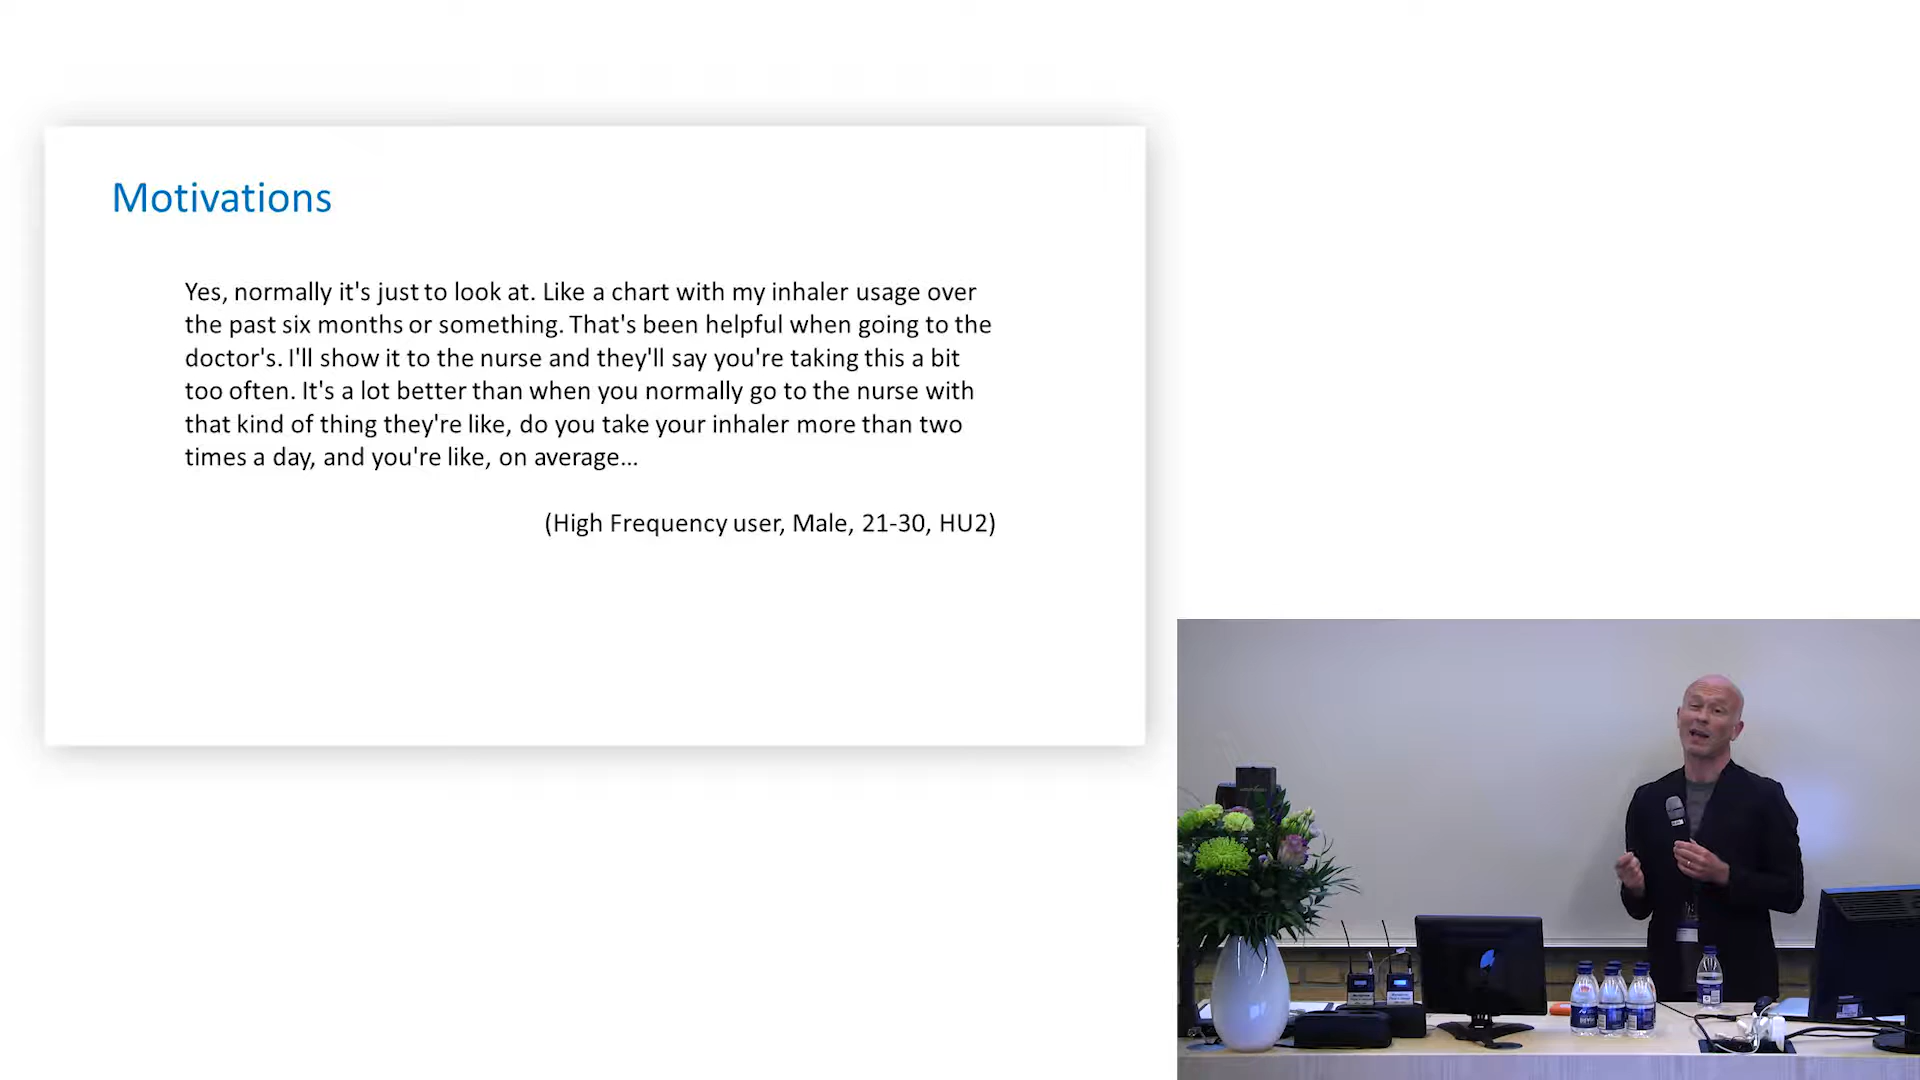 Motivations
Yes, normally it's just to look at. Like a chart with my inhaler usage over
the past six months or something. That's been helpful when going to the
doctor's. I'll show it to the nurse and they'll say you're taking this a bit
too often. It's a lot better than when you normally go to the nurse with
that kind of thing they're like, do you take your inhaler more than two
times a day, and you're like, on average...
(High Frequency user, Male, 21-30, HU2)